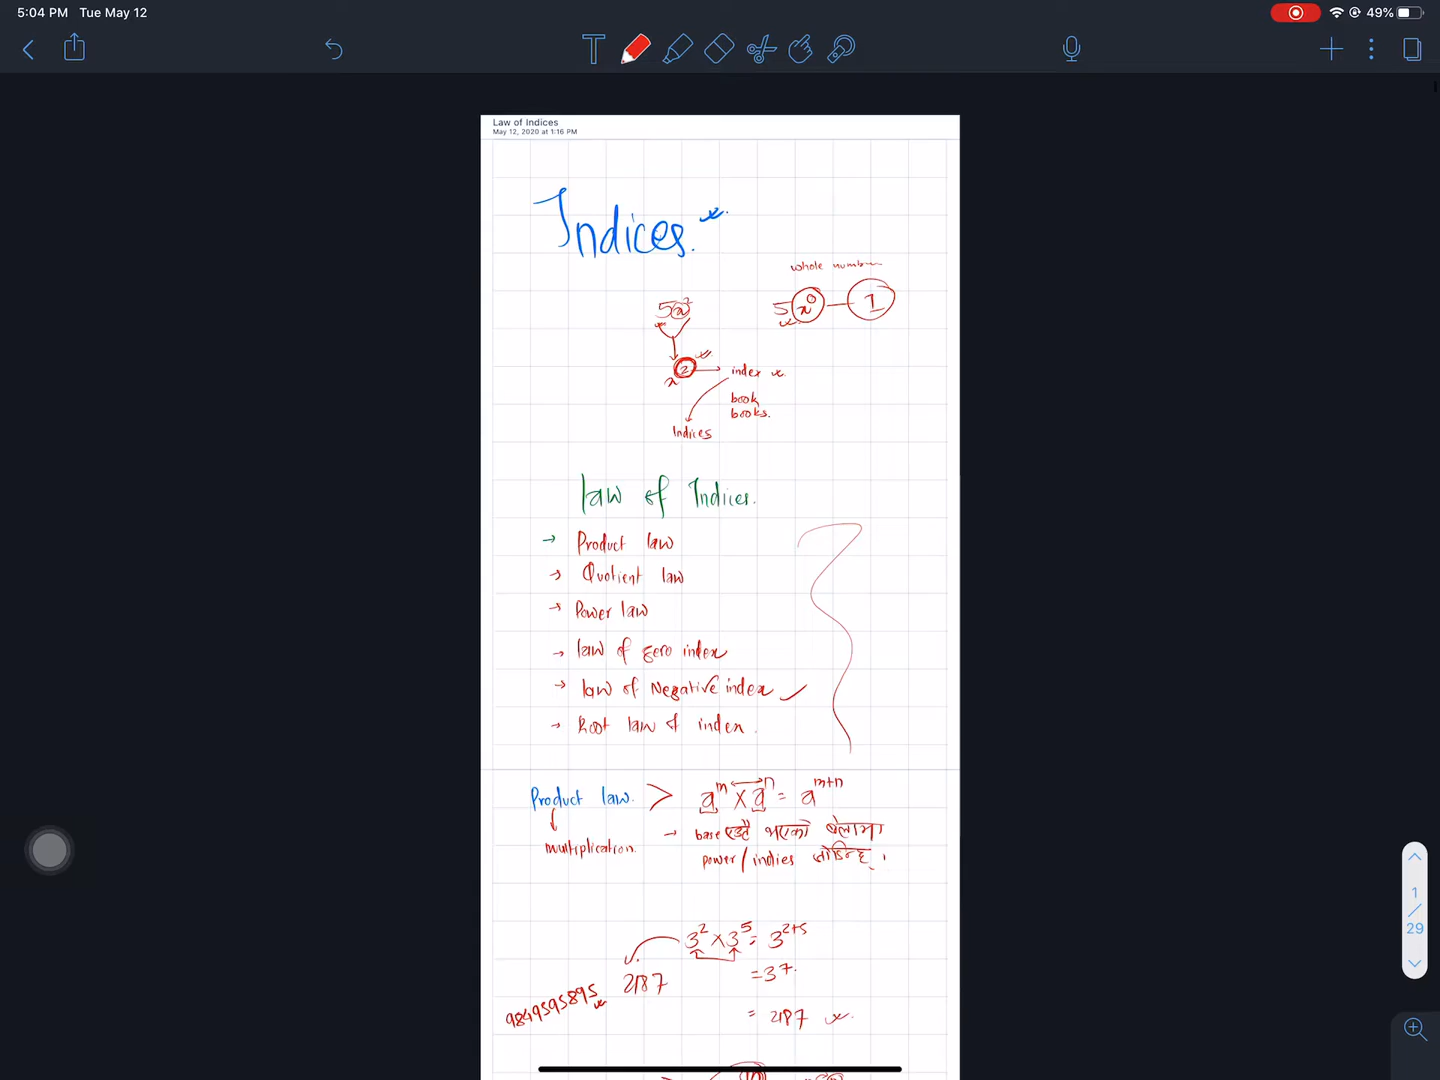 5:04 PM Tue May 12
49%
Law of Indices
May 12, 2020 at 1:16 PM
Indices.
whole number
5x² 5x⁰ 1
x² index
book
books.
Indices
law of Indices.
→ Product law
→ Quotient law
→ Power law
→ law of zero index
→ law of Negative index ✓
→ Root law of index.
Product law. > aᵐ × aⁿ = aᵐ⁺ⁿ
multiplication.
→ base एउटै भएको बेलामा
power/indies जोडिन्छ।
3² × 3⁵ = 3²⁺⁵
= 3⁷.
2187
9849595895
= 2187
1
/
29